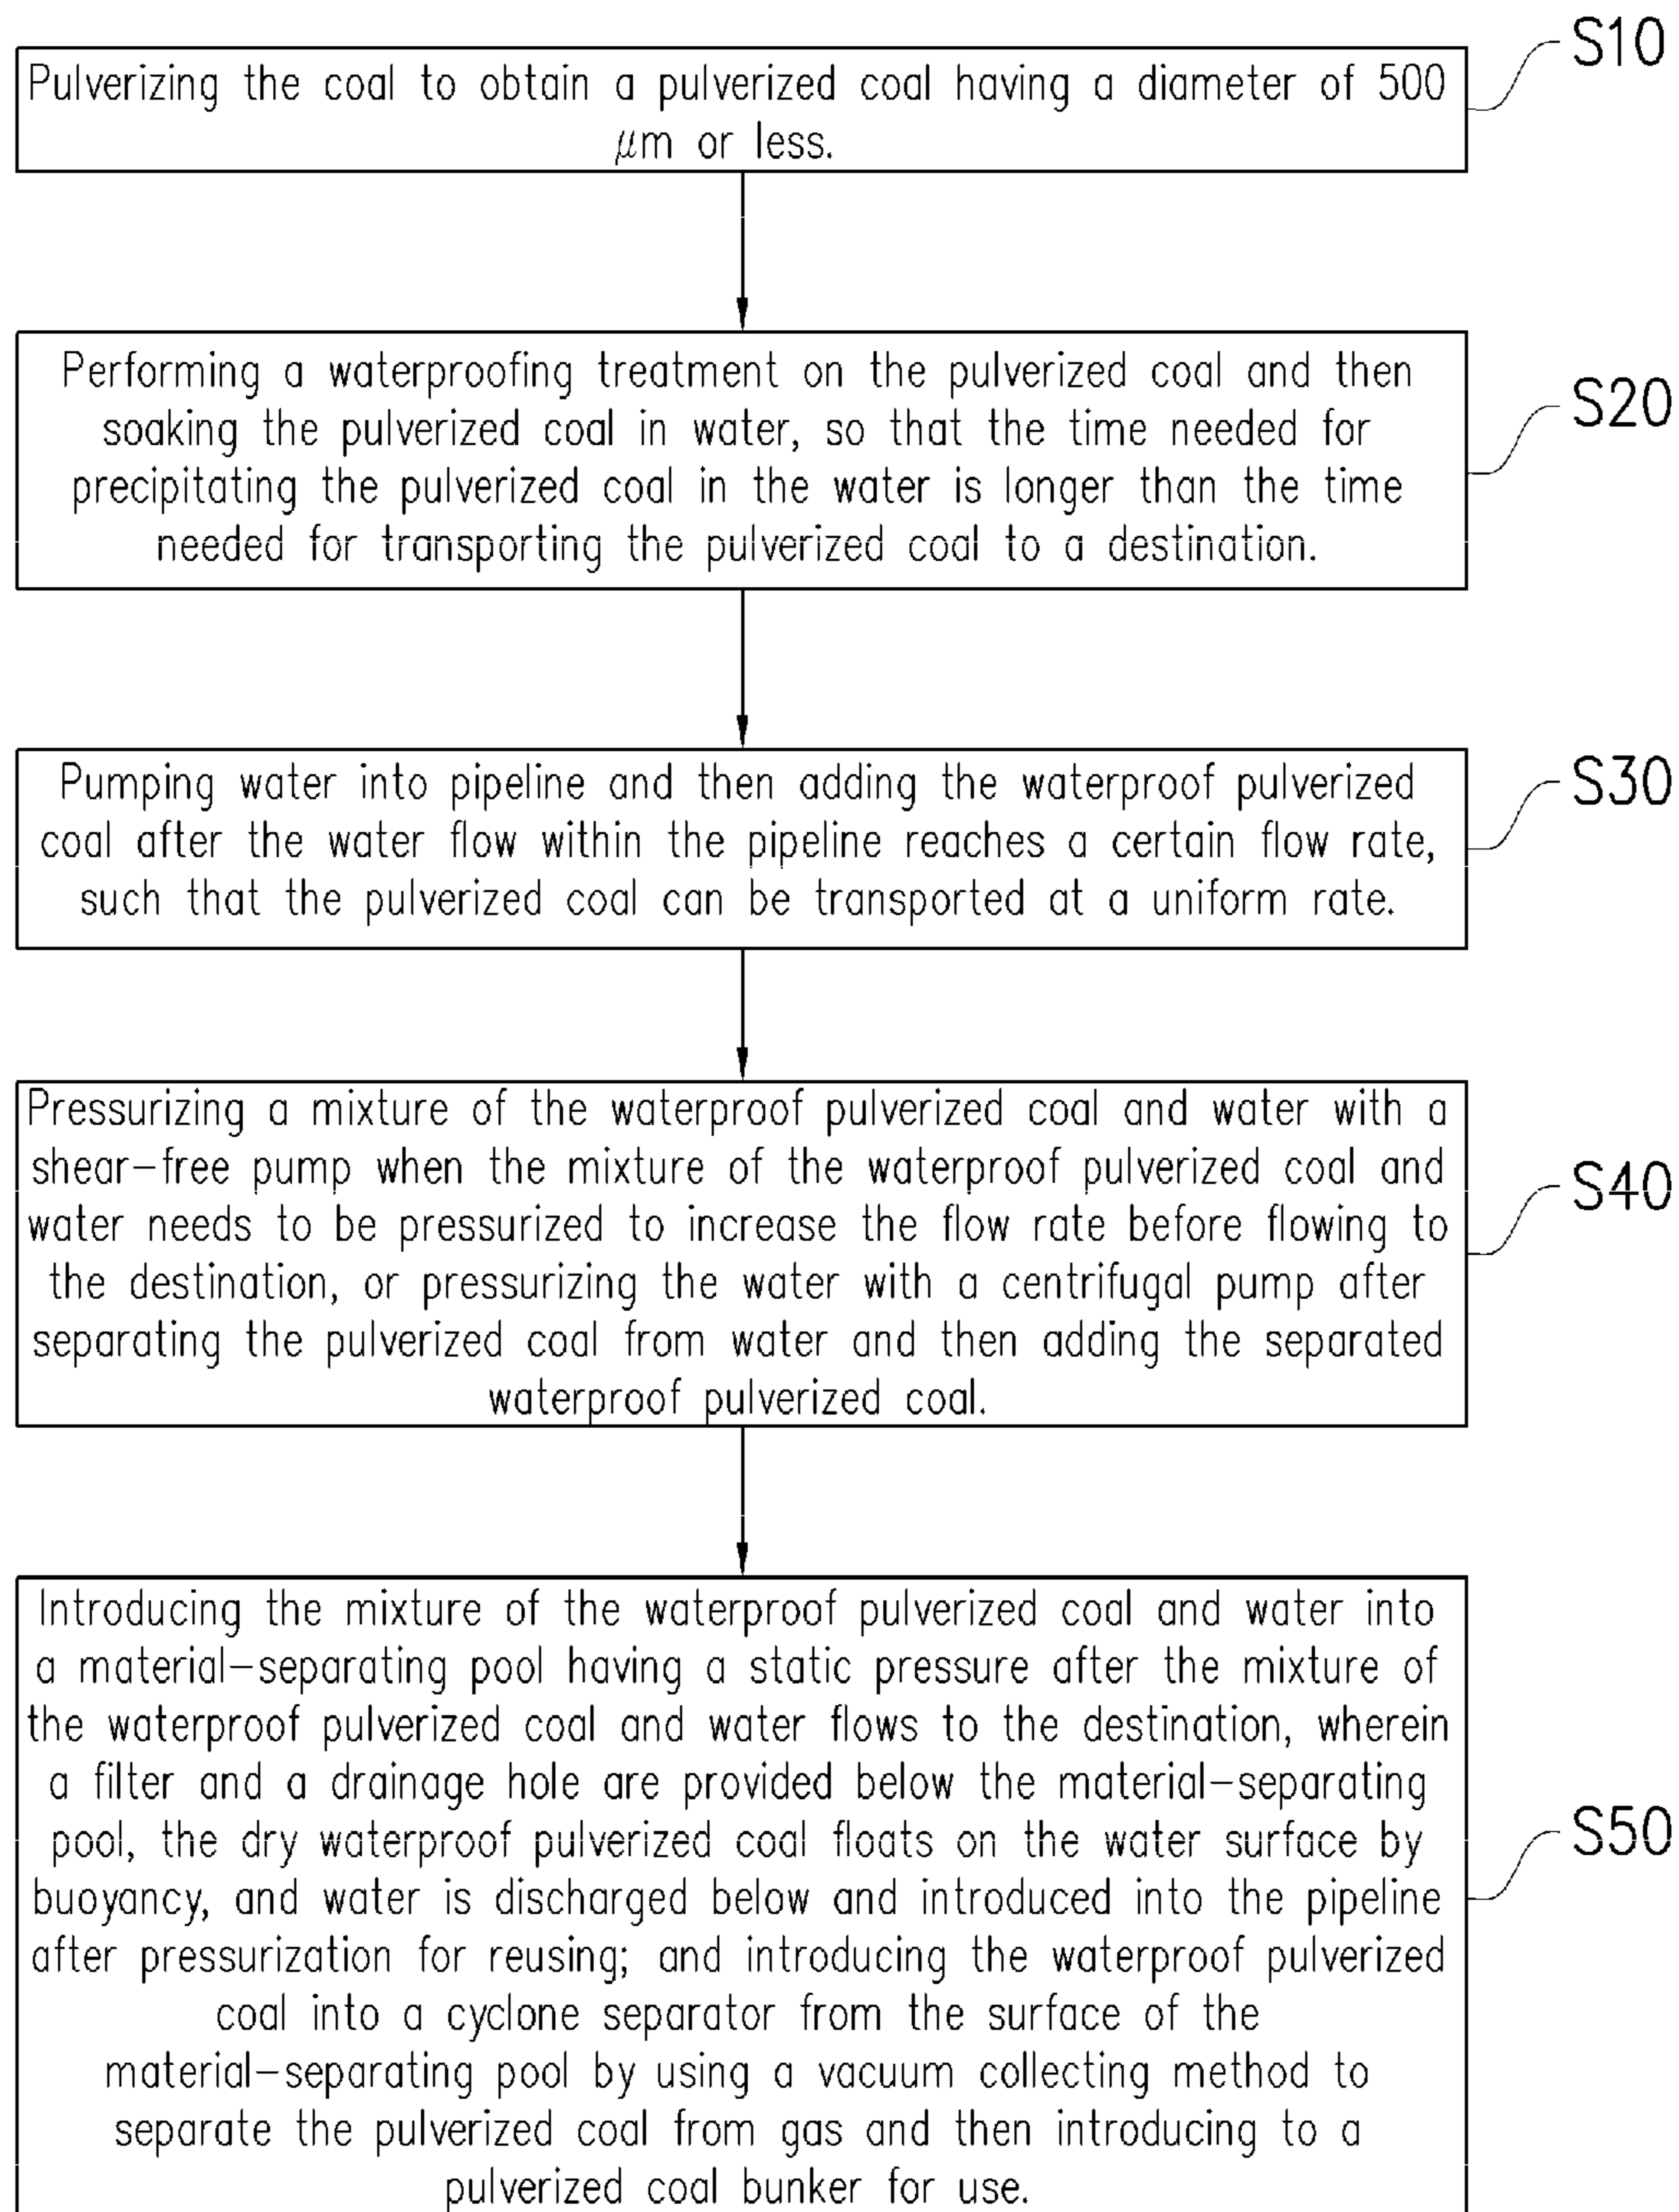 S10
Pulverizing the coal to obtain a pulverized coal having a diameter of 500
μm or less.
Performing a waterproofing treatment on the pulverized coal and then
soaking the pulverized coal in water, so that the time needed for
precipitating the pulverized coal in the water is longer than the time
needed for transporting the pulverized coal to a destination.
S20
Pumping water into pipeline and then adding the waterproof pulverized
coal after the water flow within the pipeline reaches a certain flow rate,
such that the pulverized coal can be transported at a uniform rate.
S30
Pressurizing a mixture of the waterproof pulverized coal and water with a
shear-free pump when the mixture of the waterproof pulverized coal and
water needs to be pressurized to increase the flow rate before flowing to
the destination, or pressurizing the water with a centrifugal pump after
separating the pulverized coal from water and then adding the separated
waterproof pulverized coal.
S40
Introducing the mixture of the waterproof pulverized coal and water into
a material-separating pool having a static pressure after the mixture of
the waterproof pulverized coal and water flows to the destination, wherein
a filter and a drainage hole are provided below the material-separating
pool, the dry waterproof pulverized coal floats on the water surface by
buoyancy, and water is discharged below and introduced into the pipeline
after pressurization for reusing; and introducing the waterproof pulverized
coal into a cyclone separator from the surface of the
material-separating pool by using a vacuum collecting method to
separate the pulverized coal from gas and then introducing to a
pulverized coal bunker for use.
S50